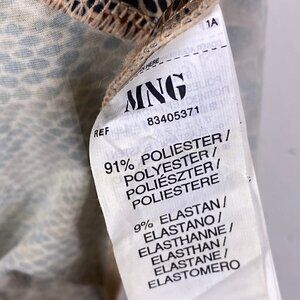 1A
MNG
REF 83405371
91% POLIESTER/
POLYESTER/
POLIÉSZTER/
POLIESTERE
9% ELASTAN/
ELASTANO/
ELASTHANNE/
ELASTHAN/
ELASTANE/
ELASTOMERO